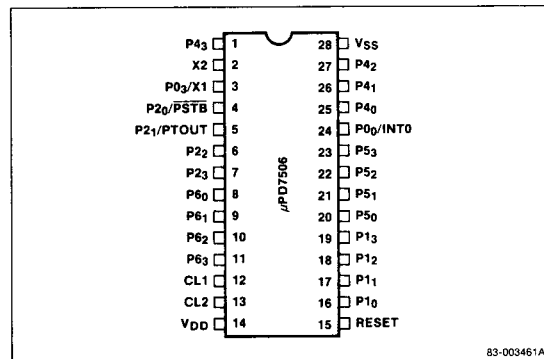 P4₃ 1 28 VSS
X2 2 27 P4₂
P0₃/X1 3 26 P4₁
P2₀/P̅S̅T̅B̅ 4 25 P4₀
P2₁/PTOUT 5 24 P0₀/INT0
P2₂ 6 23 P5₃
P2₃ 7 22 P5₂
P6₀ 8 21 P5₁
P6₁ 9 20 P5₀
P6₂ 10 19 P1₃
P6₃ 11 18 P1₂
CL1 12 17 P1₁
CL2 13 16 P1₀
VDD 14 15 RESET
μPD7506
83-003461A